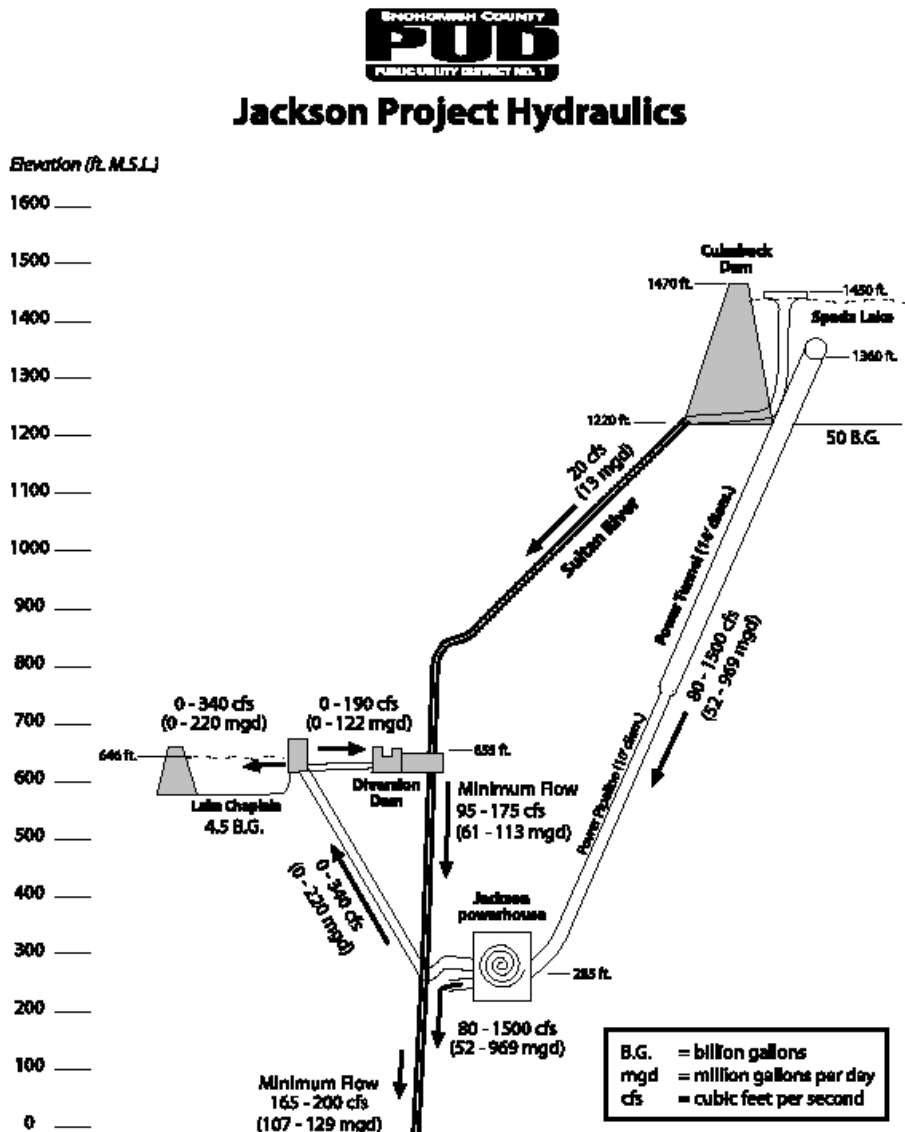 SNOHOMISH COUNTY
PUD
PUBLIC UTILITY DISTRICT NO. 1
Jackson Project Hydraulics
Elevation (ft. M.S.L.)
1600
1500
1400
1300
1200
1100
1000
900
800
700
600
500
400
300
200
100
0
Culmback
Dam
1470 ft.
1450 ft.
Spada Lake
1360 ft.
1220 ft.
50 B.G.
20 cfs
(13 mgd)
Sultan River
Power Tunnel (14' diam.)
80 - 1500 cfs
(52 - 969 mgd)
Power Pipeline (10' diam.)
0 - 340 cfs
(0 - 220 mgd)
0 - 190 cfs
(0 - 122 mgd)
646 ft.
655 ft.
Lake Chaplain
4.5 B.G.
Diversion
Dam
Minimum Flow
95 - 175 cfs
(61 - 113 mgd)
0 - 340 cfs
(0 - 220 mgd)
Jackson
powerhouse
285 ft.
80 - 1500 cfs
(52 - 969 mgd)
Minimum Flow
165 - 200 cfs
(107 - 129 mgd)
B.G. = billion gallons
mgd = million gallons per day
cfs = cubic feet per second